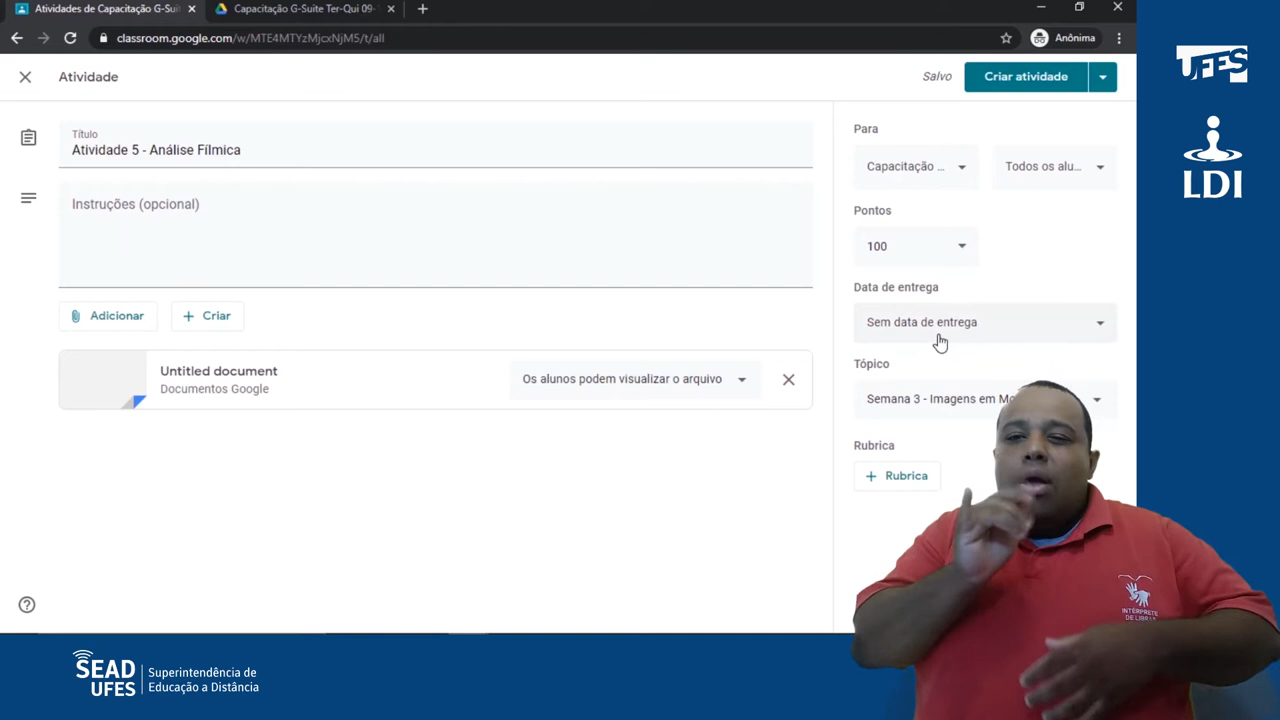 Atividades de Capacitação G-Sui
Capacitação G-Suite Ter-Qui 09-
classroom.google.com/w/MTE4MTYzMjcxNjM5/t/all
Anônima
Atividade
Salvo
Criar atividade
Título
Atividade 5 - Análise Fílmica
Instruções (opcional)
Adicionar
Criar
Untitled document
Documentos Google
Os alunos podem visualizar o arquivo
Para
Capacitação ...
Todos os alu...
Pontos
100
Data de entrega
Sem data de entrega
Tópico
Semana 3 - Imagens em Mo
Rubrica
Rubrica
UFES
LDI
INTÉRPRETE
DE LIBRAS
SEAD
UFES
Superintendência de
Educação a Distância